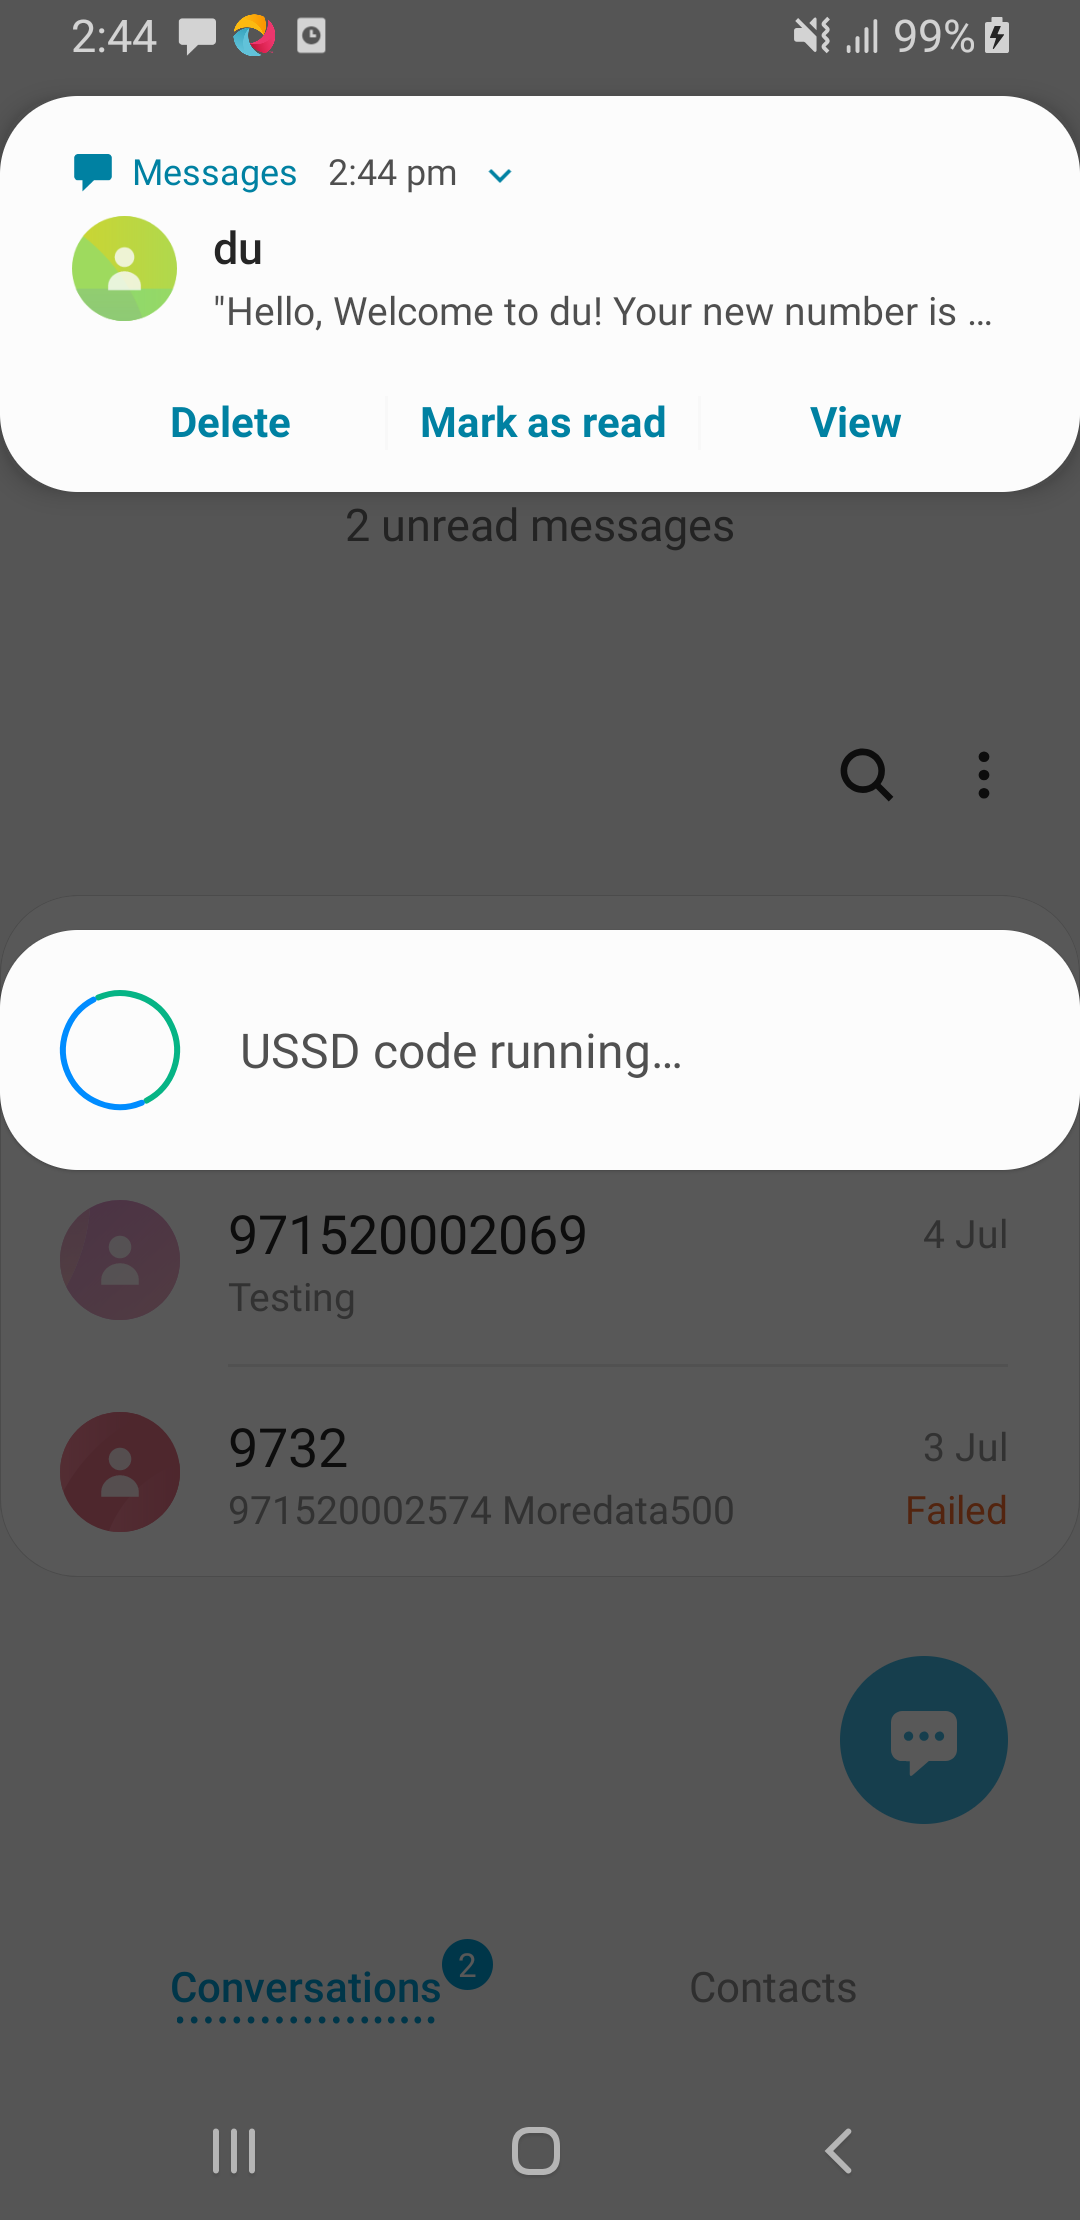 2:44
99%
Messages 2:44 pm
du
"Hello, Welcome to du! Your new number is ...
Delete
Mark as read
View
2 unread messages
USSD code running...
971520002069
4 Jul
Testing
9732
3 Jul
971520002574 Moredata500
Failed
Conversations
2
Contacts